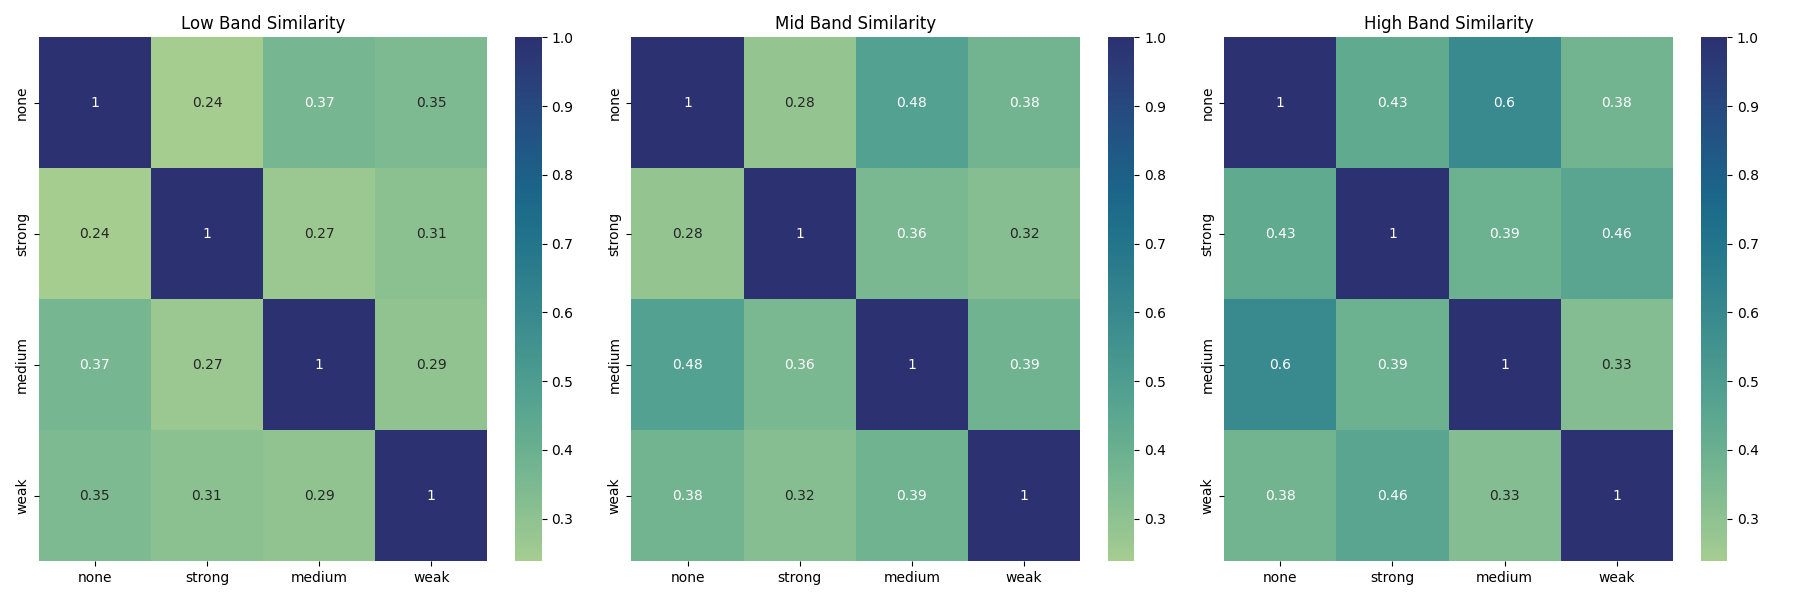 Low Band Similarity
none 1 0.24 0.37 0.35
strong 0.24 1 0.27 0.31
medium 0.37 0.27 1 0.29
weak 0.35 0.31 0.29 1
none strong medium weak
1.0
0.9
0.8
0.7
0.6
0.5
0.4
0.3
Mid Band Similarity
none 1 0.28 0.48 0.38
strong 0.28 1 0.36 0.32
medium 0.48 0.36 1 0.39
weak 0.38 0.32 0.39 1
none strong medium weak
1.0
0.9
0.8
0.7
0.6
0.5
0.4
0.3
High Band Similarity
none 1 0.43 0.6 0.38
strong 0.43 1 0.39 0.46
medium 0.6 0.39 1 0.33
weak 0.38 0.46 0.33 1
none strong medium weak
1.0
0.9
0.8
0.7
0.6
0.5
0.4
0.3